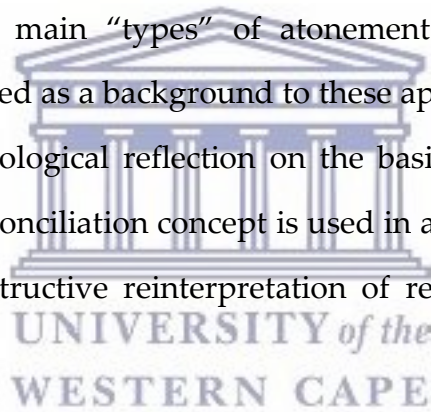 main “types” of atonement
ed as a background to these ap
ological reflection on the basi
onciliation concept is used in a
structive reinterpretation of re
UNIVERSITY of the
WESTERN CAPE